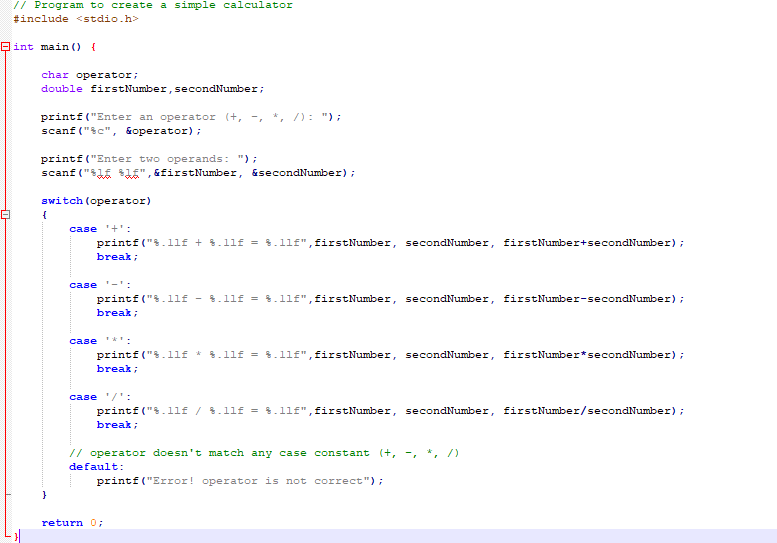 // Program to create a simple calculator
#include <stdio.h>
int main() {
char operator;
double firstNumber,secondNumber;
printf("Enter an operator (+, -, *, /): ");
scanf("%c", &operator);
printf("Enter two operands: ");
scanf("%lf %lf",&firstNumber, &secondNumber);
switch(operator)
{
case '+':
printf("%.1lf + %.1lf = %.1lf",firstNumber, secondNumber, firstNumber+secondNumber);
break;
case '-':
printf("%.1lf - %.1lf = %.1lf",firstNumber, secondNumber, firstNumber-secondNumber);
break;
case '*':
printf("%.1lf * %.1lf = %.1lf",firstNumber, secondNumber, firstNumber*secondNumber);
break;
case '/':
printf("%.1lf / %.1lf = %.1lf",firstNumber, secondNumber, firstNumber/secondNumber);
break;
// operator doesn't match any case constant (+, -, *, /)
default:
printf("Error! operator is not correct");
}
return 0;
}